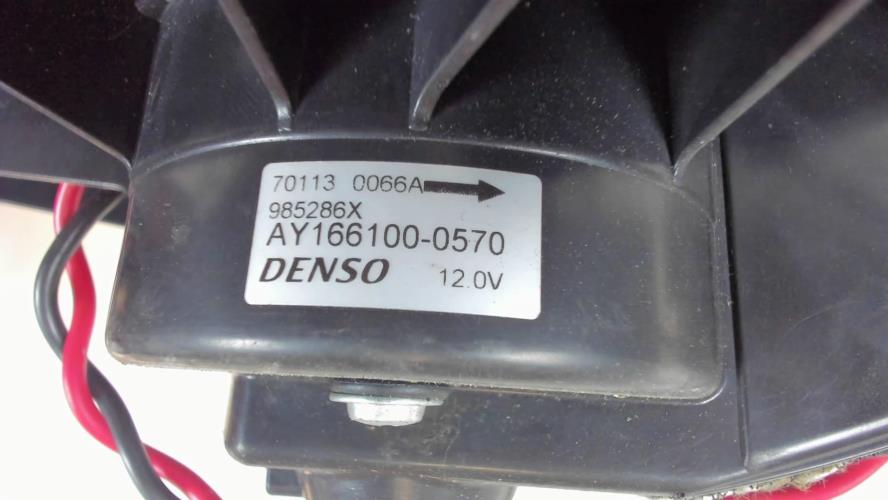 70113 0066A
985286X
AY166100-0570
DENSO 12.0V